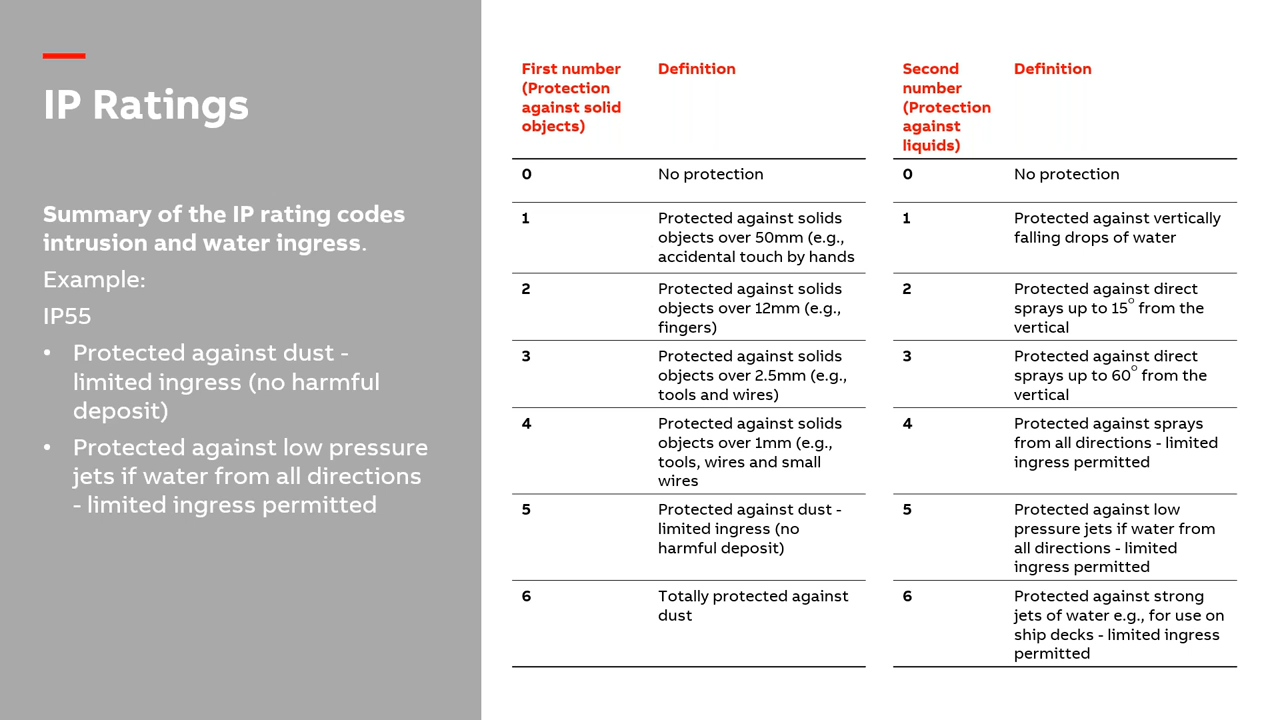 IP Ratings
Summary of the IP rating codes
intrusion and water ingress.
Example:
IP55
• Protected against dust -
limited ingress (no harmful
deposit)
• Protected against low pressure
jets if water from all directions
- limited ingress permitted
First number
(Protection
against solid
objects)
Definition
0
No protection
1
Protected against solids
objects over 50mm (e.g.,
accidental touch by hands
2
Protected against solids
objects over 12mm (e.g.,
fingers)
3
Protected against solids
objects over 2.5mm (e.g.,
tools and wires)
4
Protected against solids
objects over 1mm (e.g.,
tools, wires and small
wires
5
Protected against dust -
limited ingress (no
harmful deposit)
6
Totally protected against
dust
Second
number
(Protection
against
liquids)
Definition
0
No protection
1
Protected against vertically
falling drops of water
2
Protected against direct
sprays up to 15° from the
vertical
3
Protected against direct
sprays up to 60° from the
vertical
4
Protected against sprays
from all directions - limited
ingress permitted
5
Protected against low
pressure jets if water from
all directions - limited
ingress permitted
6
Protected against strong
jets of water e.g., for use on
ship decks - limited ingress
permitted